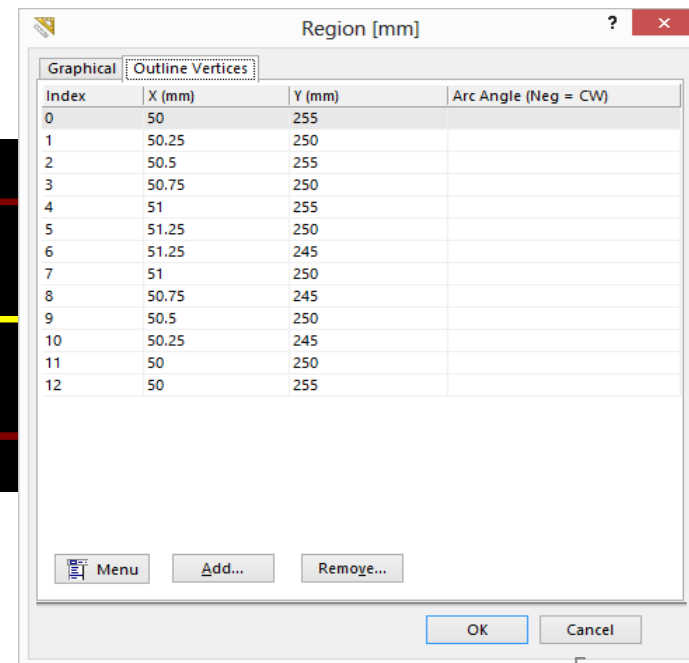 Region [mm] ? ×
Graphical Outline Vertices
Index X (mm) Y (mm) Arc Angle (Neg = CW)
0 50 255
1 50.25 250
2 50.5 255
3 50.75 250
4 51 255
5 51.25 250
6 51.25 245
7 51 250
8 50.75 245
9 50.5 250
10 50.25 245
11 50 250
12 50 255
Menu Add... Remove...
OK Cancel